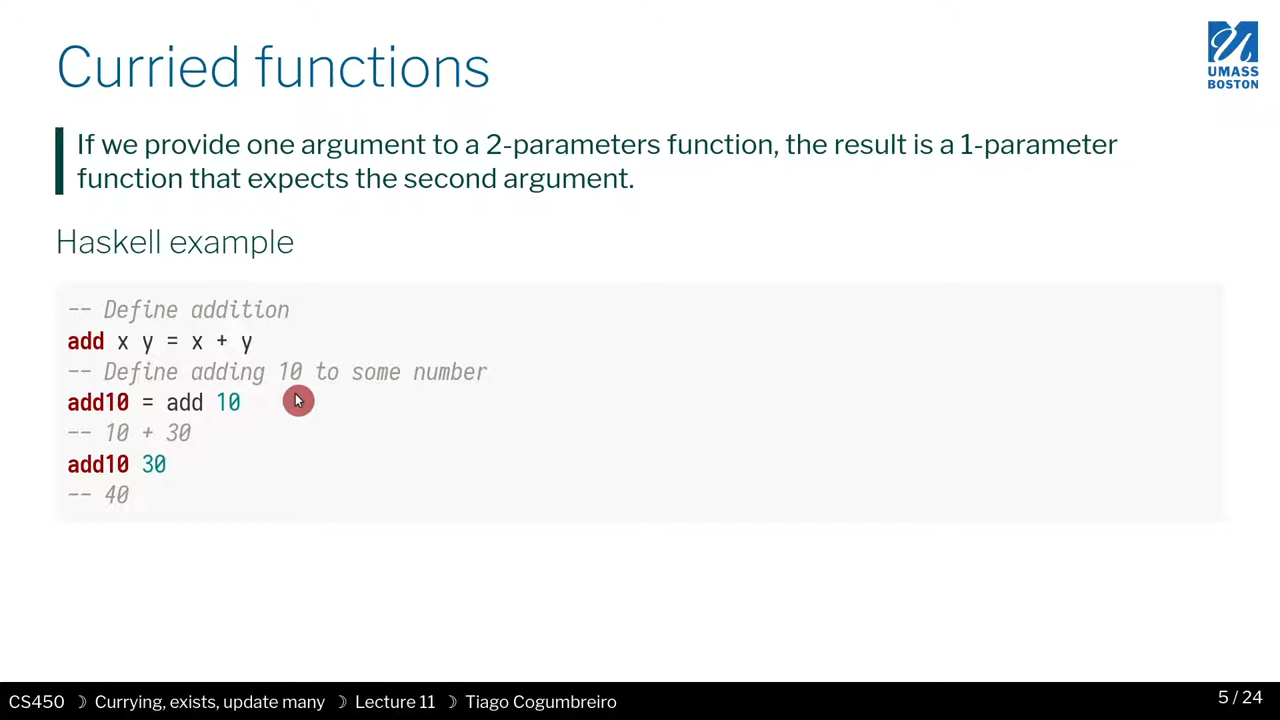 Curried functions
UMASS
BOSTON
If we provide one argument to a 2-parameters function, the result is a 1-parameter
function that expects the second argument.
Haskell example
-- Define addition
add x y = x + y
-- Define adding 10 to some number
add10 = add 10
-- 10 + 30
add10 30
-- 40
CS450 ☽ Currying, exists, update many ☽ Lecture 11 ☽ Tiago Cogumbreiro
5 / 24